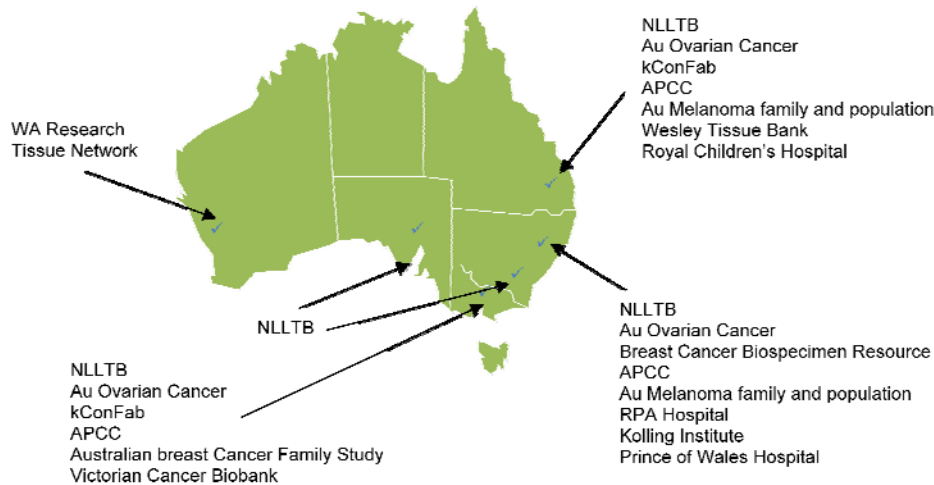 NLLTB
Au Ovarian Cancer
kConFab
APCC
Au Melanoma family and population
Wesley Tissue Bank
Royal Children's Hospital
WA Research
Tissue Network
NLLTB
NLLTB
Au Ovarian Cancer
Breast Cancer Biospecimen Resource
APCC
Au Melanoma family and population
RPA Hospital
Kolling Institute
Prince of Wales Hospital
NLLTB
Au Ovarian Cancer
kConFab
APCC
Australian breast Cancer Family Study
Victorian Cancer Biobank